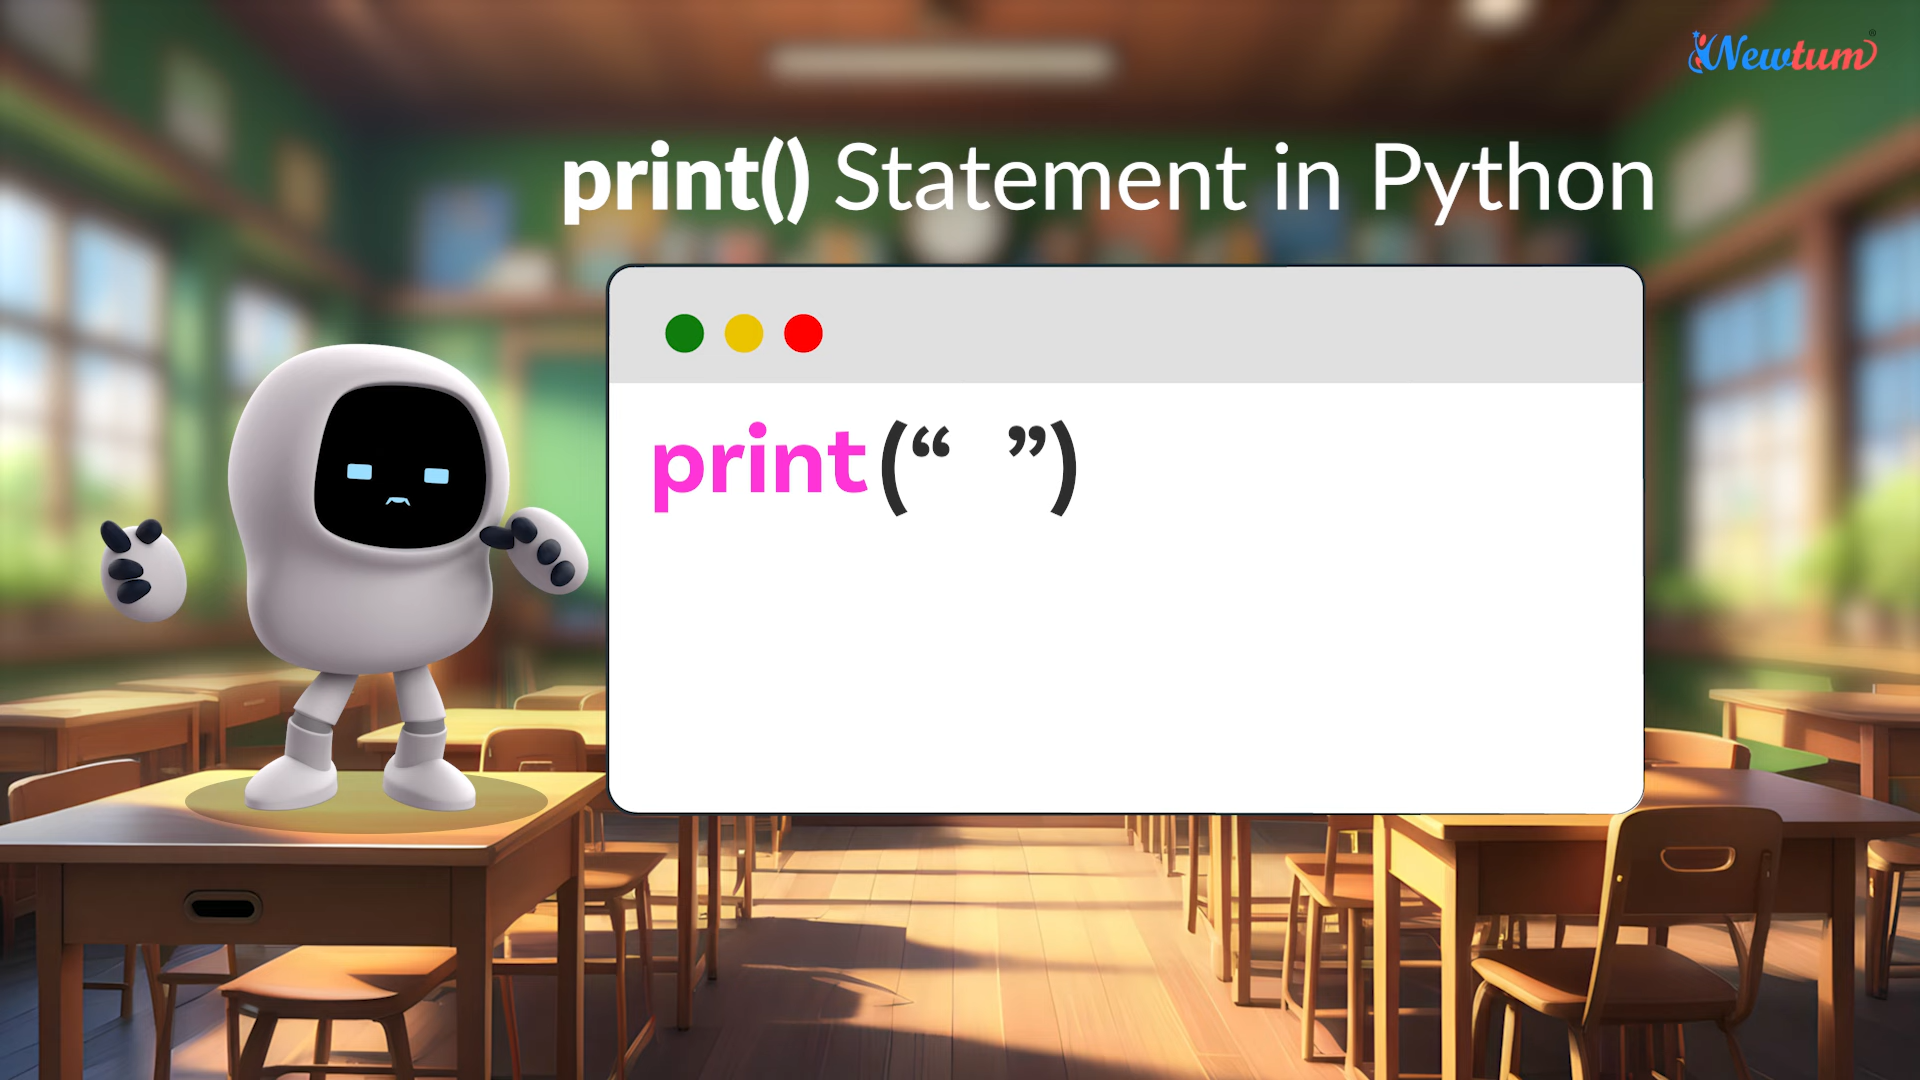 Newtum®
print() Statement in Python
print(“ ”)